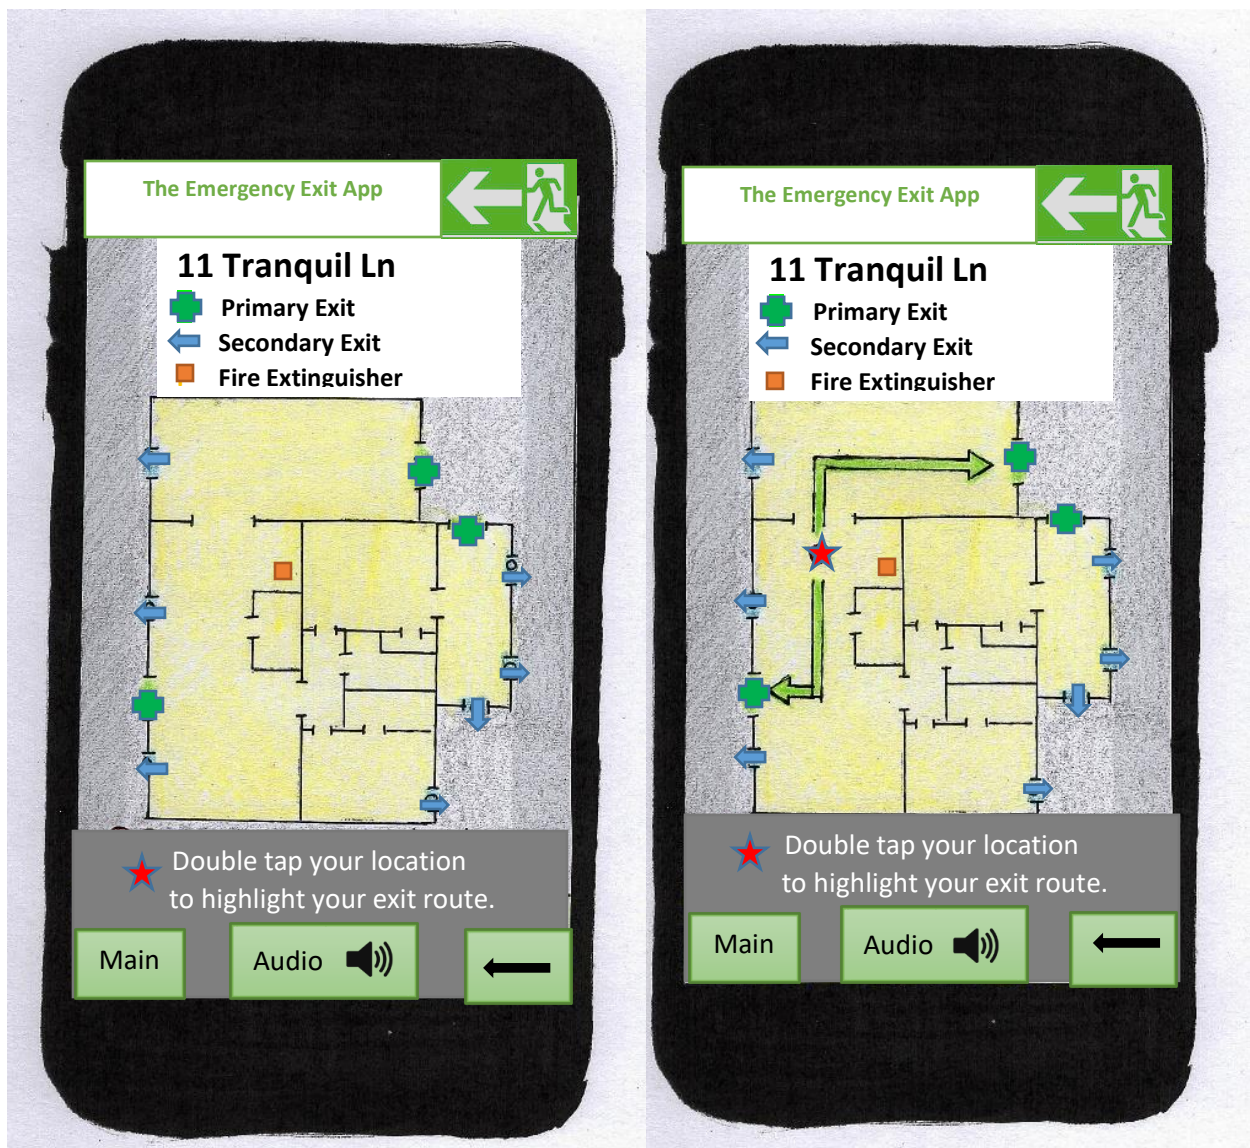 The Emergency Exit App
11 Tranquil Ln
Primary Exit
Secondary Exit
Fire Extinguisher
Double tap your location
to highlight your exit route.
Main
Audio
The Emergency Exit App
11 Tranquil Ln
Primary Exit
Secondary Exit
Fire Extinguisher
Double tap your location
to highlight your exit route.
Main
Audio